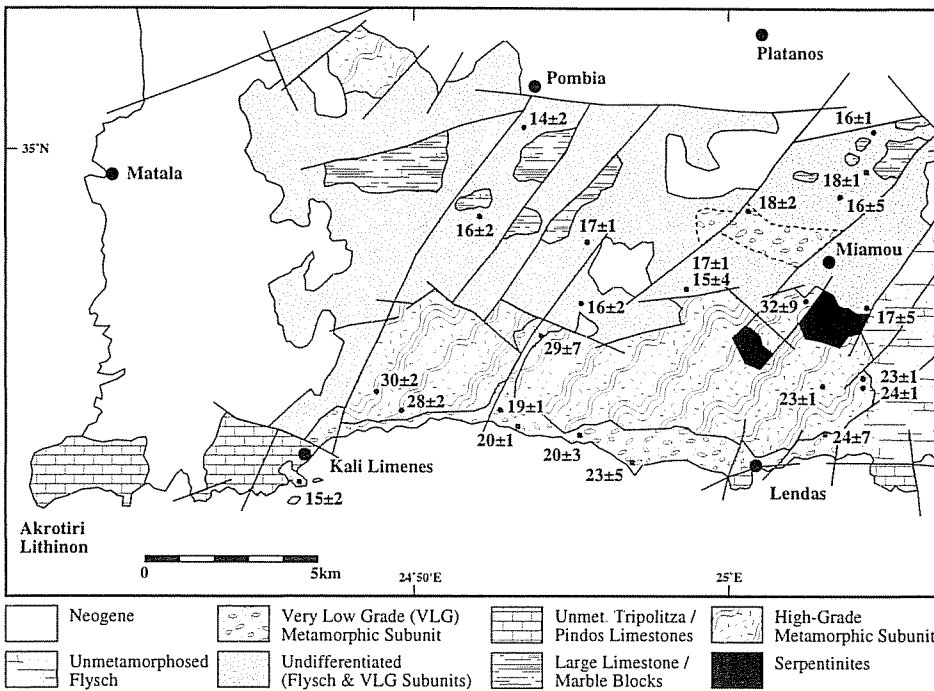 Platanos
Pombia
14±2
16±1
35°N
Matala
18±1
18±2
16±5
16±2
17±1
Miamou
17±1
15±4
16±2
32±9
17±5
29±7
30±2
23±1
28±2
19±1
23±1
24±1
20±1
24±7
20±3
Kali Limenes
23±5
Lendas
15±2
Akrotiri
Lithinon
0
5km
24°50'E
25°E
Neogene
Very Low Grade (VLG)
Metamorphic Subunit
Unmet. Tripolitza /
Pindos Limestones
High-Grade
Metamorphic Subunit
Unmetamorphosed
Flysch
Undifferentiated
(Flysch & VLG Subunits)
Large Limestone /
Marble Blocks
Serpentinites